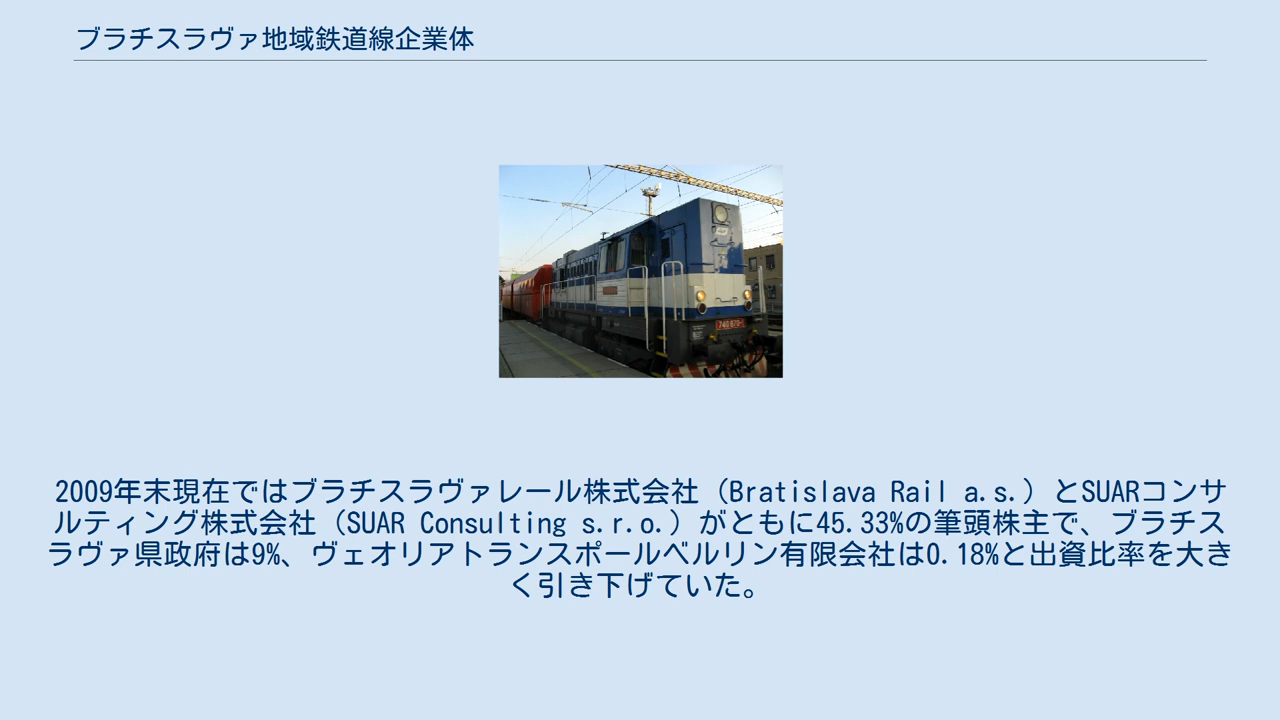 ブラチスラヴァ地域鉄道線企業体
2009年末現在ではブラチスラヴァレール株式会社（Bratislava Rail a.s.）とSUARコンサ
ルティング株式会社（SUAR Consulting s.r.o.）がともに45.33%の筆頭株主で、ブラチス
ラヴァ県政府は9%、ヴェオリアトランスポールベルリン有限会社は0.18%と出資比率を大き
く引き下げていた。